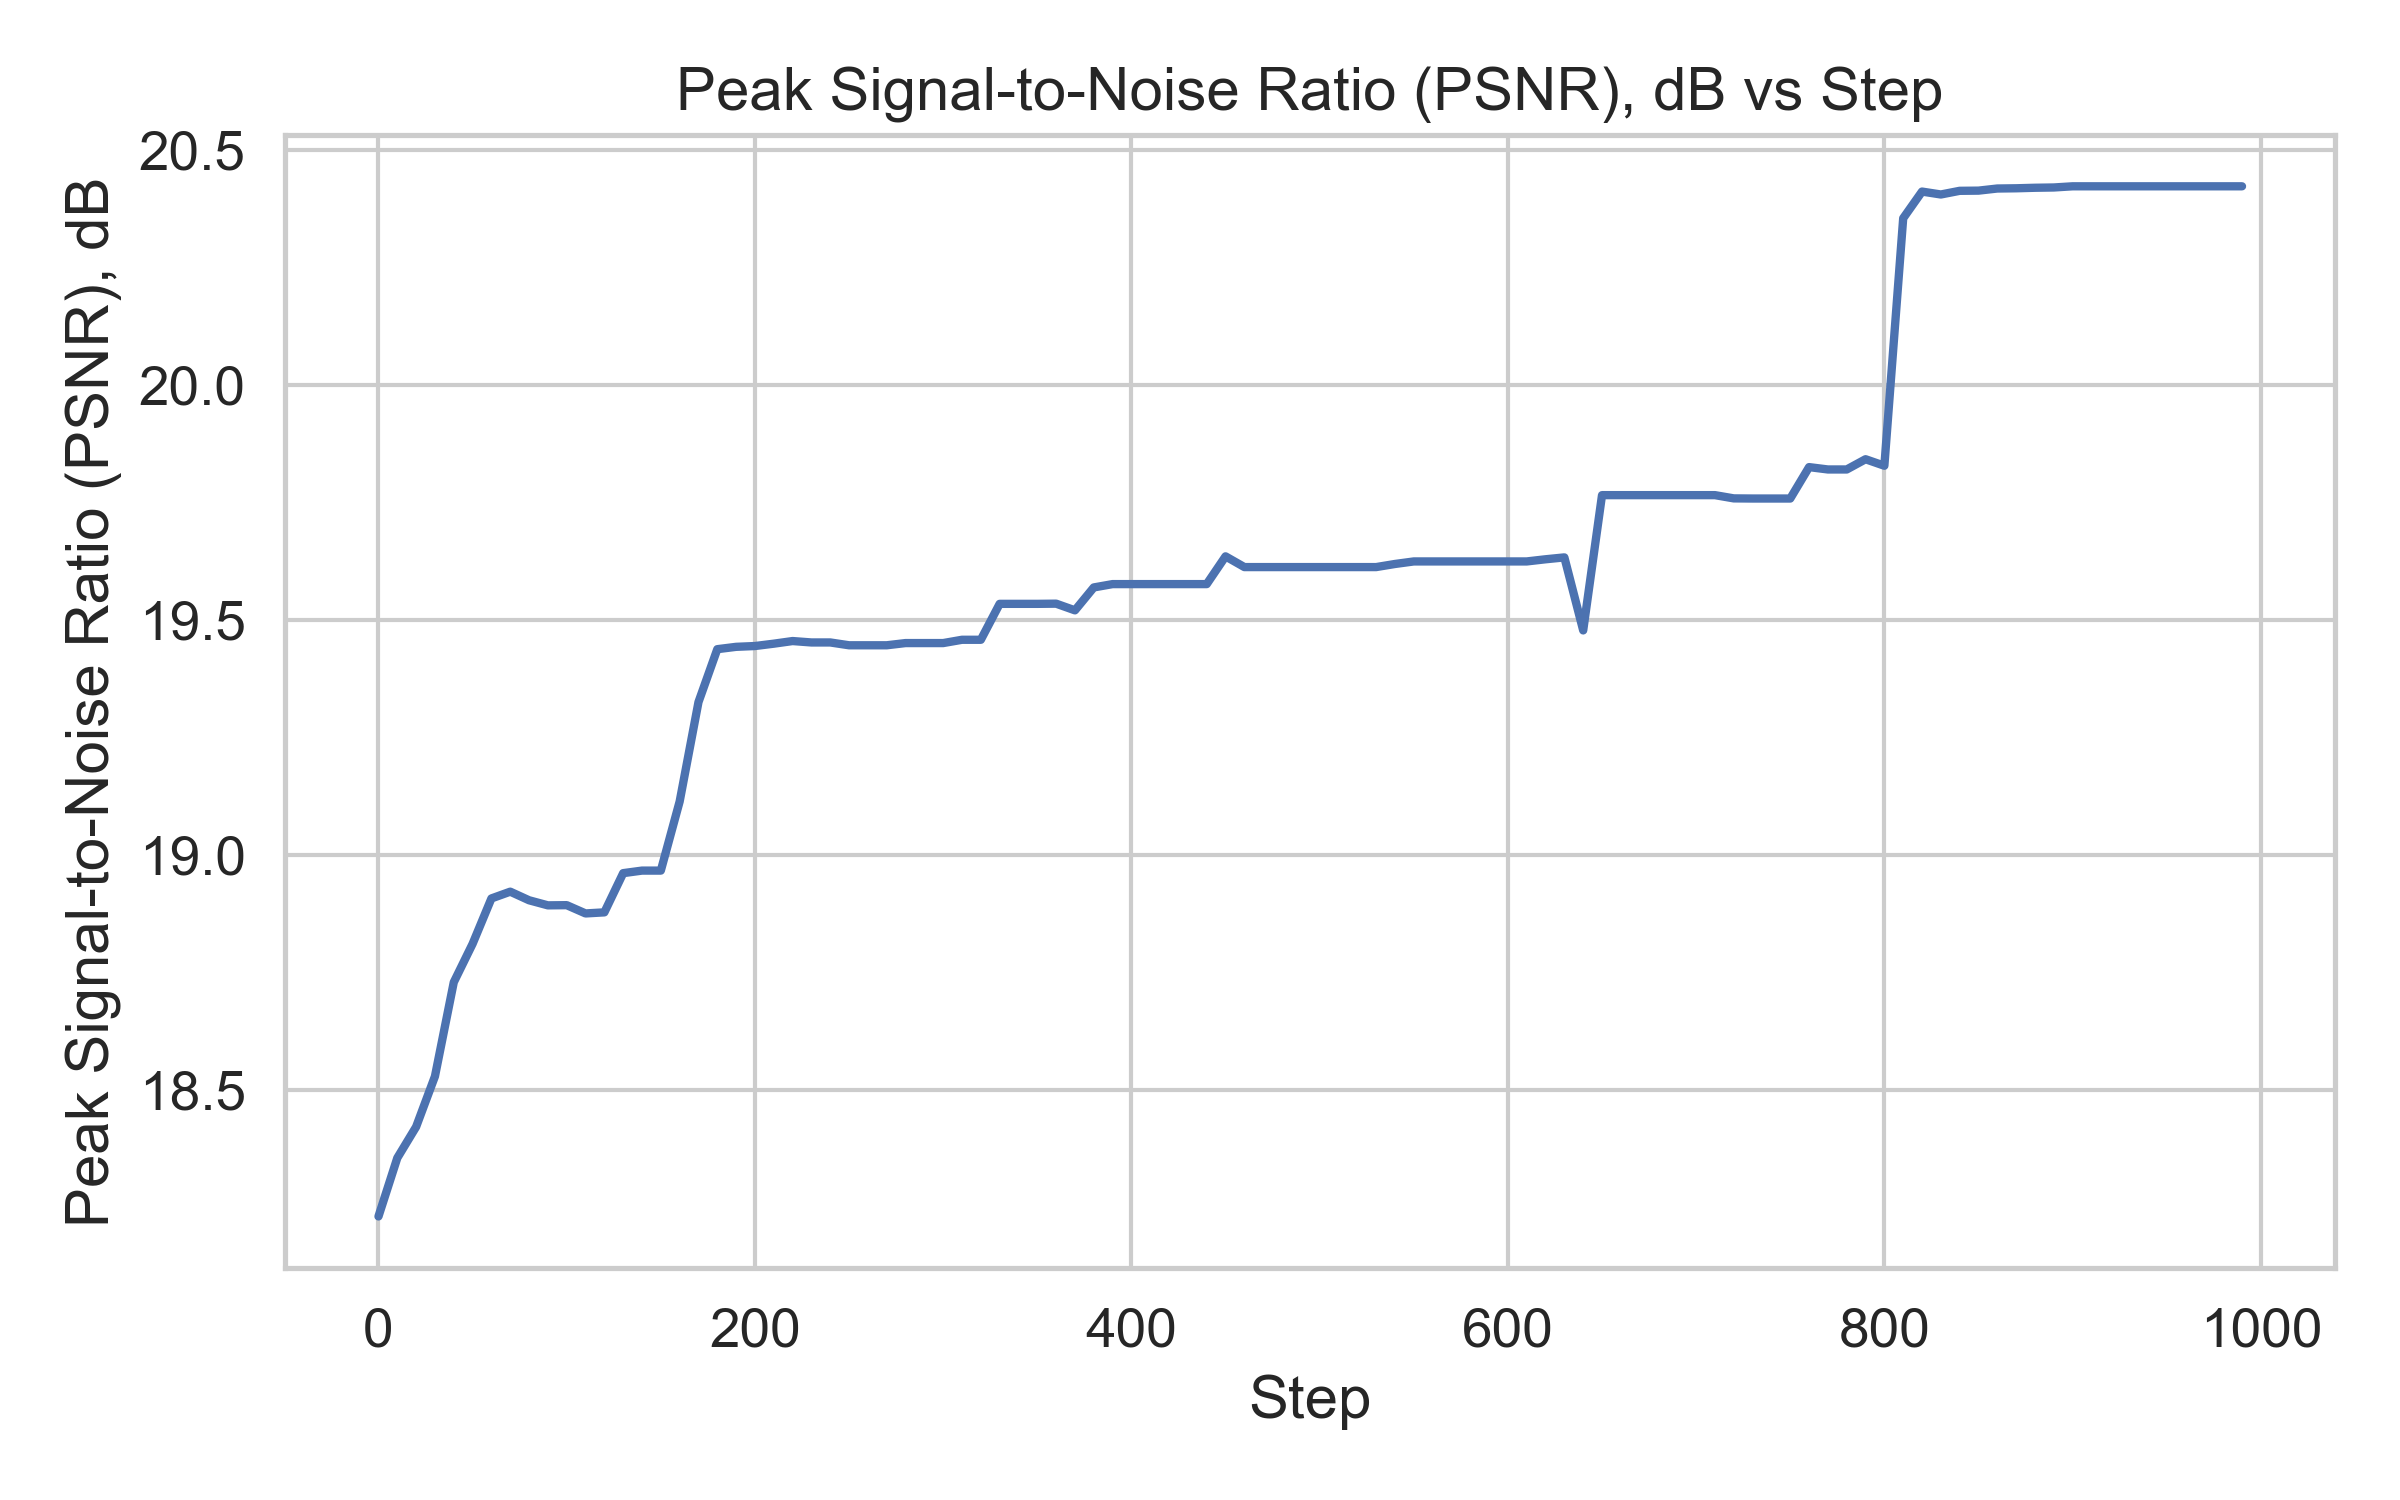 Peak Signal-to-Noise Ratio (PSNR), dB vs Step
Peak Signal-to-Noise Ratio (PSNR), dB
20.5
20.0
19.5
19.0
18.5
0 200 400 600 800 1000
Step